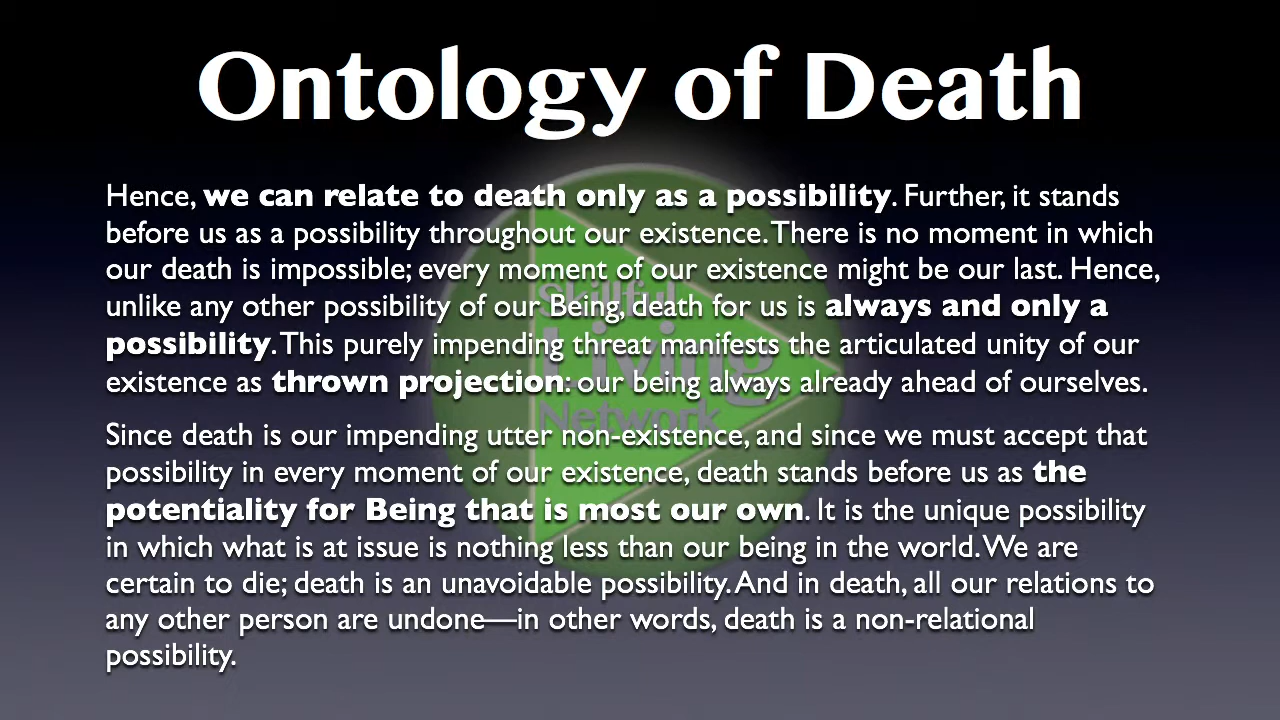 Ontology of Death
Hence, we can relate to death only as a possibility. Further, it stands
before us as a possibility throughout our existence. There is no moment in which
our death is impossible; every moment of our existence might be our last. Hence,
unlike any other possibility of our Being, death for us is always and only a
possibility. This purely impending threat manifests the articulated unity of our
existence as thrown projection: our being always already ahead of ourselves.
Since death is our impending utter non-existence, and since we must accept that
possibility in every moment of our existence, death stands before us as the
potentiality for Being that is most our own. It is the unique possibility
in which what is at issue is nothing less than our being in the world. We are
certain to die; death is an unavoidable possibility. And in death, all our relations to
any other person are undone—in other words, death is a non-relational
possibility.
Skillful
Living
Network